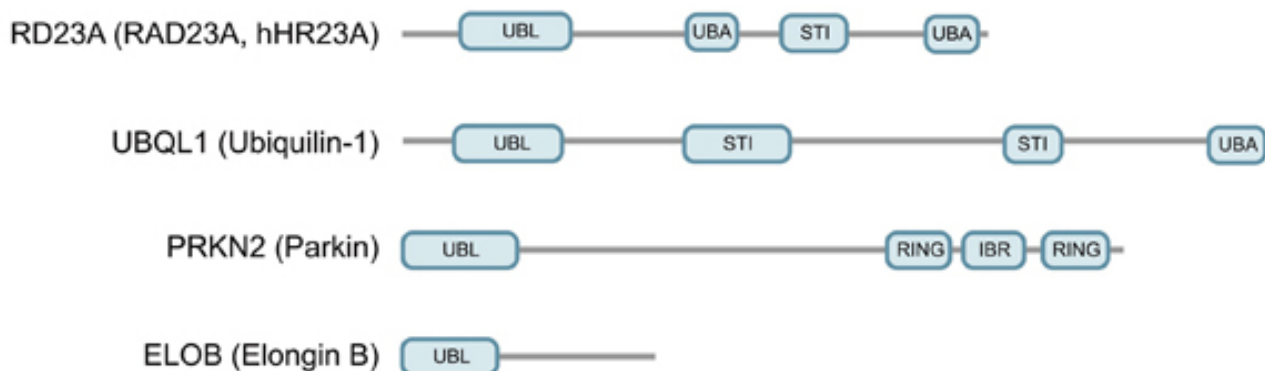 RD23A (RAD23A, hHR23A) UBL UBA STI UBA
UBQL1 (Ubiquilin-1) UBL STI STI UBA
PRKN2 (Parkin) UBL RING IBR RING
ELOB (Elongin B) UBL